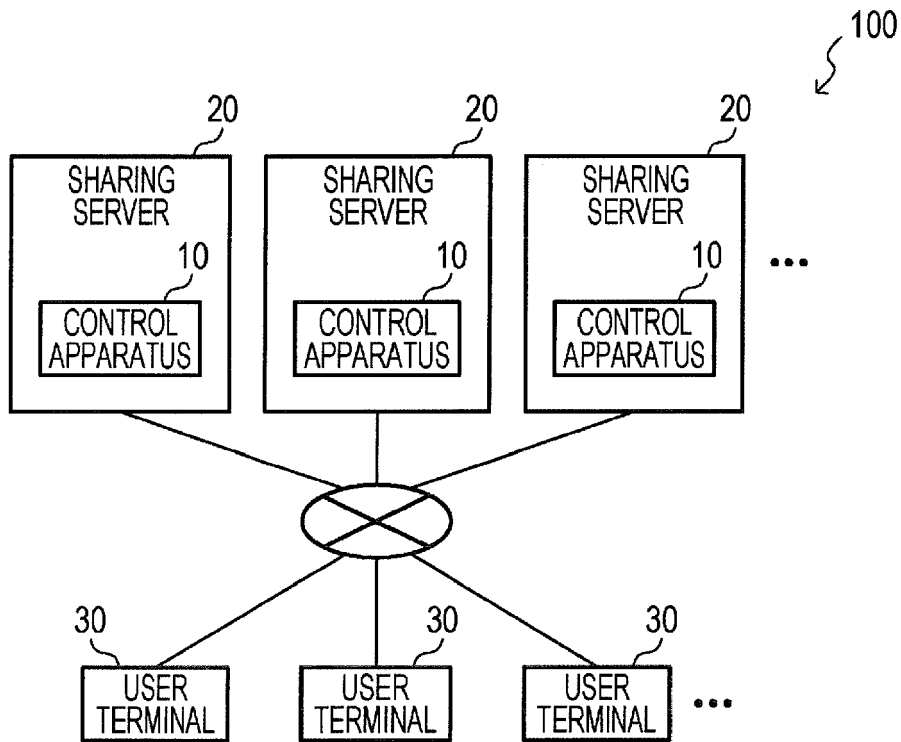 100
20 20 20
SHARING SERVER SHARING SERVER SHARING SERVER
10 10 10
CONTROL APPARATUS CONTROL APPARATUS CONTROL APPARATUS
...
30 30 30
USER TERMINAL USER TERMINAL USER TERMINAL
...